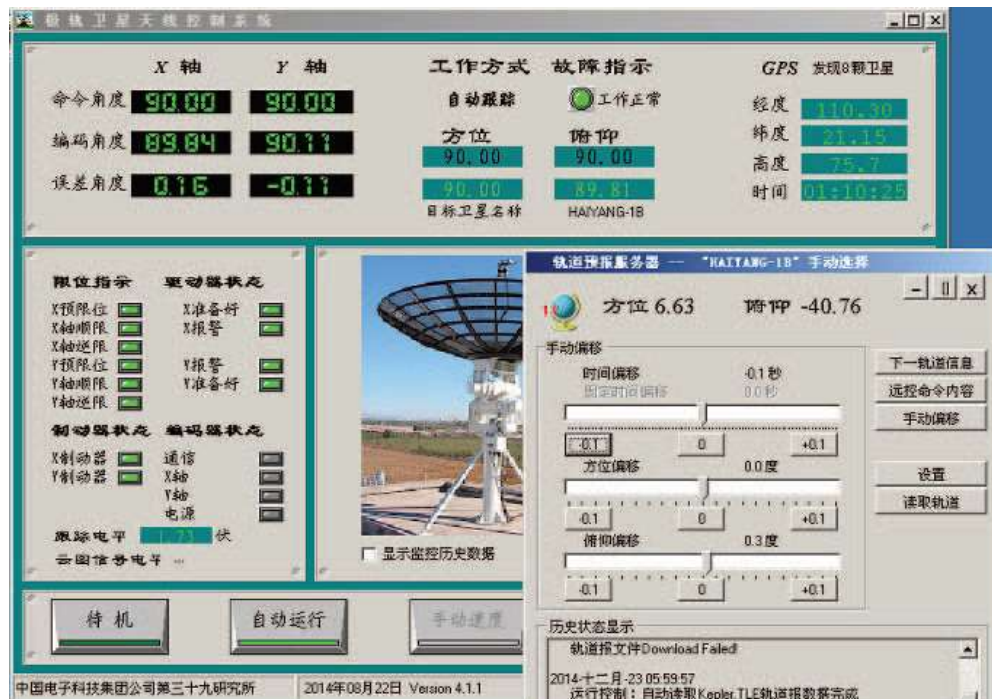 极轨卫星天线控制系统
X 轴 Y 轴 工作方式 故障指示 GPS 发现8颗卫星
命令角度 90.00 90.00 自动跟踪 工作正常 经度 110.30
编码角度 89.84 90.11 方位 俯仰 纬度 21.15
90.00 90.00 高度 75.7
误差角度 0.16 -0.11 90.00 89.81 时间 01:10:25
目标卫星名称 HAIYANG-1B
限位指示 驱动器状态
X预限位 X准备好
X轴顺限 X报警
X轴逆限
Y预限位 Y报警
Y轴顺限 Y准备好
Y轴逆限
制动器状态 编码器状态
X制动器 通信
Y制动器 X轴
Y轴
电源
跟踪电平 1.73 伏
云图信号电平 --
显示监控历史数据
待机 自动运行 手动速度
中国电子科技集团公司第三十九研究所 2014年08月22日 Version 4.1.1
轨道预报服务器 -- "HAIYANG-1B" 手动选择
1 方位 6.63 俯仰 -40.76
手动偏移
时间偏移 -0.1 秒
固定时间偏移 0.0 秒
-0.1 0 +0.1
方位偏移 0.0 度
-0.1 0 +0.1
俯仰偏移 0.3 度
-0.1 0 +0.1
下一轨道信息
远控命令内容
手动偏移
设置
读取轨道
历史状态显示
轨道报文件Download Failed!
2014-十二月-23 05:59:57
运行控制：自动读取Kepler,TLE轨道报数据完成